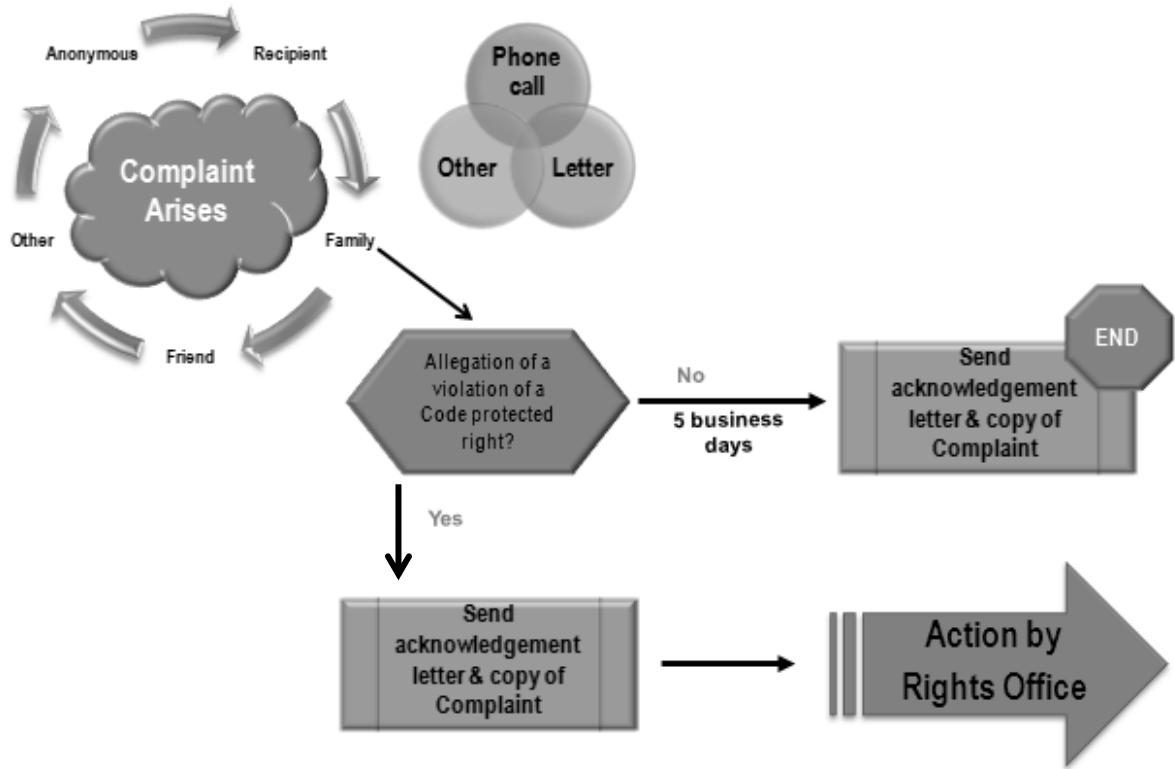 Anonymous
Recipient
Complaint
Arises
Other
Family
Friend
Phone
call
Other
Letter
Allegation of a
violation of a
Code protected
right?
No
5 business
days
END
Send
acknowledgement
letter & copy of
Complaint
Yes
Send
acknowledgement
letter & copy of
Complaint
Action by
Rights Office